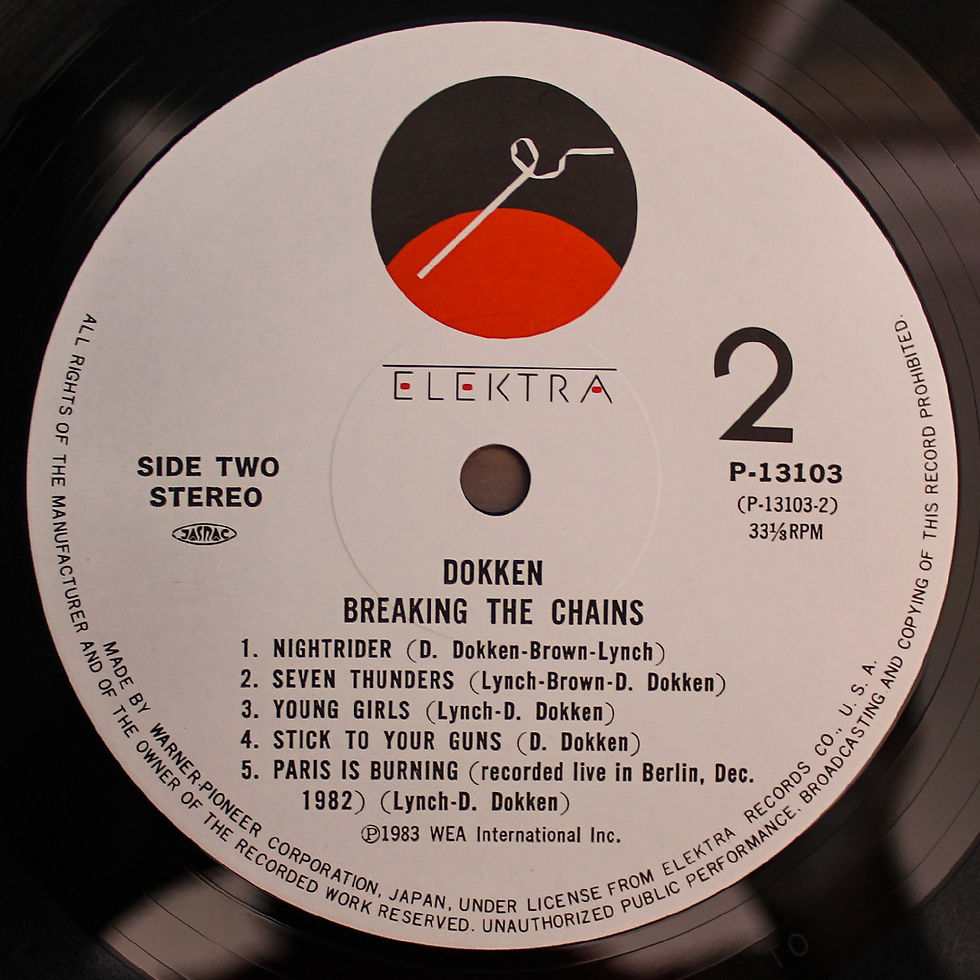 ELEKTRA
2
SIDE TWO
STEREO
JASRAC
P-13103
(P-13103-2)
33⅓RPM
DOKKEN
BREAKING THE CHAINS
1. NIGHTRIDER (D. Dokken-Brown-Lynch)
2. SEVEN THUNDERS (Lynch-Brown-D. Dokken)
3. YOUNG GIRLS (Lynch-D. Dokken)
4. STICK TO YOUR GUNS (D. Dokken)
5. PARIS IS BURNING (recorded live in Berlin, Dec.
1982) (Lynch-D. Dokken)
Ⓟ1983 WEA International Inc.
MADE BY WARNER-PIONEER CORPORATION, JAPAN, UNDER LICENSE FROM ELEKTRA RECORDS CO., U. S. A.
ALL RIGHTS OF THE MANUFACTURER AND OF THE OWNER OF THE RECORDED WORK RESERVED. UNAUTHORIZED PUBLIC PERFORMANCE, BROADCASTING AND COPYING OF THIS RECORD PROHIBITED.
TO